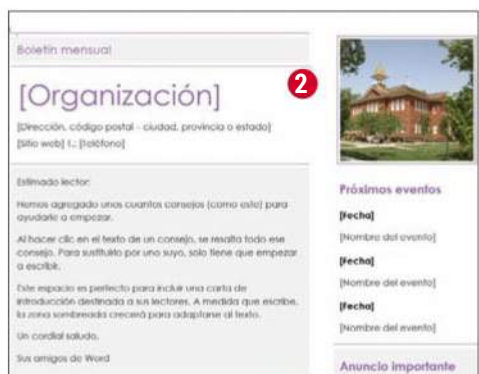 Boletín mensual
2
[Organización]
[Dirección, código postal - ciudad, provincia o estado]
[Sitio web] [Teléfono]
Estimado lector:
Hemos agregado unos cuantos consejos (como este) para
ayudarle a empezar.
Al hacer clic en el texto de un consejo, se resalta todo ese
consejo. Para sustituirlo por uno suyo, solo tiene que empezar
a escribir.
Este espacio es perfecto para incluir una carta de
introducción destinada a sus lectores. A medida que escribe,
la zona sombreada crecerá para adaptarse al texto.
Un cordial saludo,
Sus amigos de Word
Próximos eventos
[Fecha]
[Nombre del evento]
[Fecha]
[Nombre del evento]
[Fecha]
[Nombre del evento]
Anuncio importante